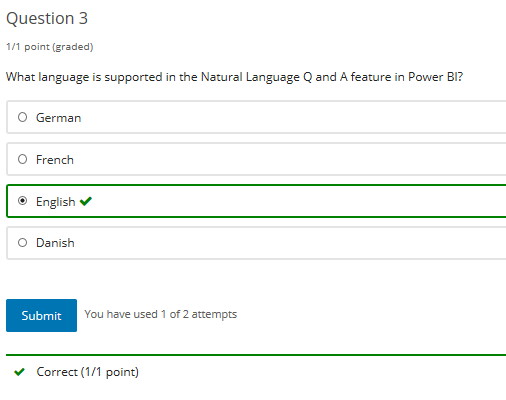 Question 3
1/1 point (graded)
What language is supported in the Natural Language Q and A feature in Power BI?
German
French
English
Danish
Submit
You have used 1 of 2 attempts
Correct (1/1 point)